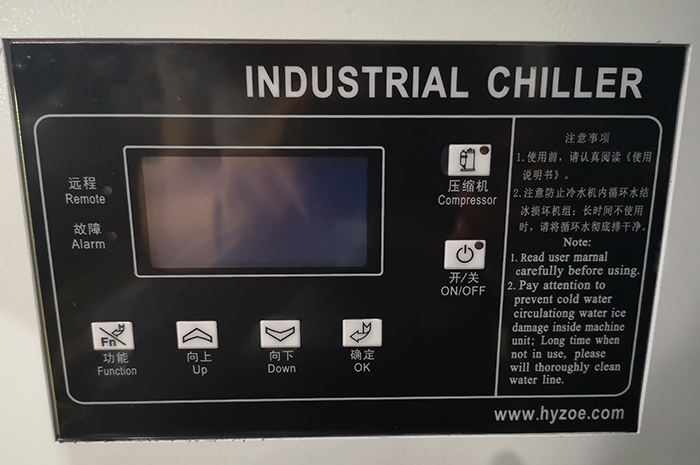 INDUSTRIAL CHILLER
远程
Remote
故障
Alarm
压缩机
Compressor
开/关
ON/OFF
Fn
功能
Function
向上
Up
向下
Down
确定
OK
注意事项
1.使用前，请认真阅读《使用
说明书》。
2.注意防止冷水机内循环水结
冰损坏机组；长时间不使用
时，请将循环水彻底排干净。
Note:
1. Read user marnal
carefully before using.
2. Pay attention to
prevent cold water
circulationg water ice
damage inside machine
unit; Long time when
not in use, please
will thoroughly clean
water line.
www.hyzoe.com